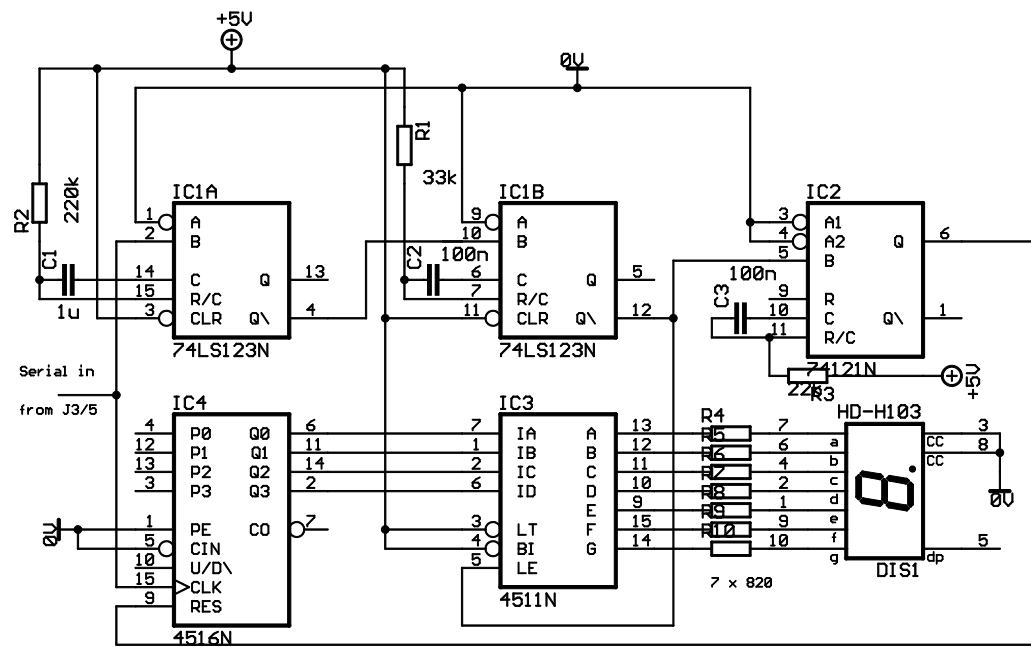 +5V
0V
R1
33k
220k
R2
IC1A
IC1B
IC2
1 A
2 B
C1
14 C Q 13
15 R/C
1u
3 CLR Q\ 4
74LS123N
9 A
10 B
C2 100n
6 C Q 5
7 R/C
11 CLR Q\ 12
74LS123N
3 A1 Q 6
4 A2
5 B
100n
C3
9 R
10 C Q\ 1
11 R/C
74121N
22k
R3
+5V
Serial in
from J3/5
IC4
IC3
HD-H103
4 P0 Q0 6
12 P1 Q1 11
13 P2 Q2 14
3 P3 Q3 2
0V
1 PE CO 7
5 CIN
10 U/D\
15 CLK
9 RES
4516N
7 IA A 13
1 IB B 12
2 IC C 11
6 ID D 10
E 9
3 LT F 15
4 BI G 14
5 LE
4511N
R4
R5
R6
R7
R8
R9
R10
7 x 820
7 a CC 3
6 b CC 8
4 c
2 d
1 e
9 f
10 g dp 5
0V
DIS1